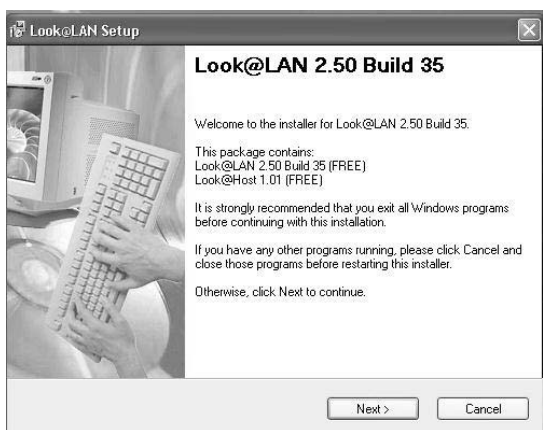 Look@LAN Setup
Look@LAN 2.50 Build 35
Welcome to the installer for Look@LAN 2.50 Build 35.
This package contains:
Look@LAN 2.50 Build 35 (FREE)
Look@Host 1.01 (FREE)
It is strongly recommended that you exit all Windows programs
before continuing with this installation.
If you have any other programs running, please click Cancel and
close those programs before restarting this installer.
Otherwise, click Next to continue.
Next >
Cancel